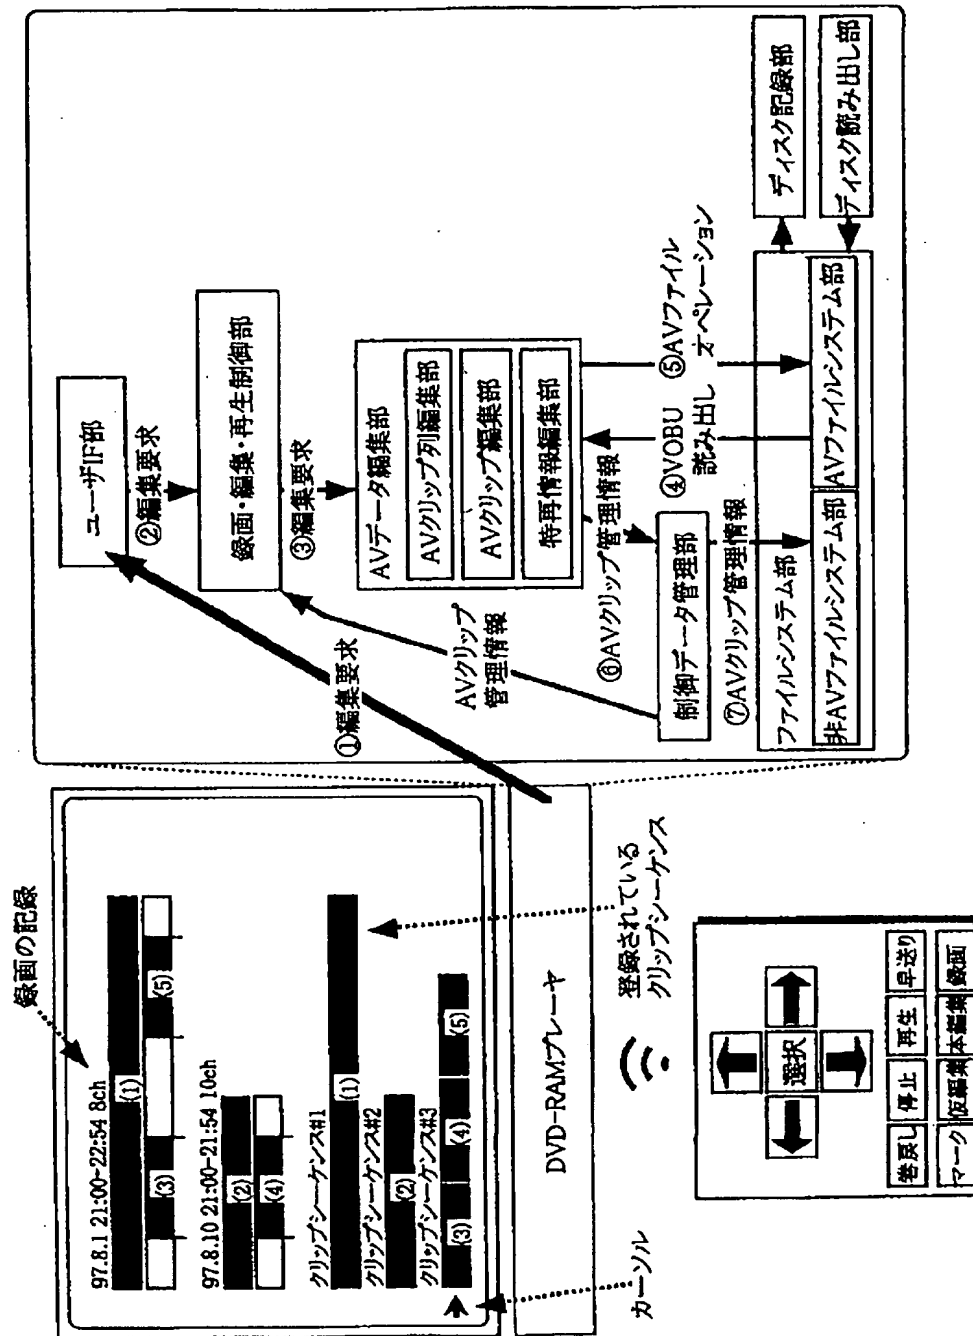 録画の記録
97.8.1 21:00-22:54 8ch
(1)
(3)
(5)
97.8.10 21:00-21:54 10ch
(2)
(4)
クリップシーケンス#1
(1)
クリップシーケンス#2
(2)
クリップシーケンス#3
(3)
(4)
(5)
カーソル
DVD-RAMプレーヤ
登録されている
クリップシーケンス
選択
巻戻し
停止
再生
早送り
マーク
仮編集
本編集
録画
①編集要求
ユーザIF部
②編集要求
録画・編集・再生制御部
③編集要求
AVクリップ
管理情報
AVデータ編集部
AVクリップ列編集部
AVクリップ編集部
特再情報編集部
⑥AVクリップ管理情報
④VOBU
読み出し
⑤AVファイル
オペレーション
制御データ管理部
⑦AVクリップ管理情報
ファイルシステム部
非AVファイルシステム部
AVファイルシステム部
ディスク記録部
ディスク読み出し部